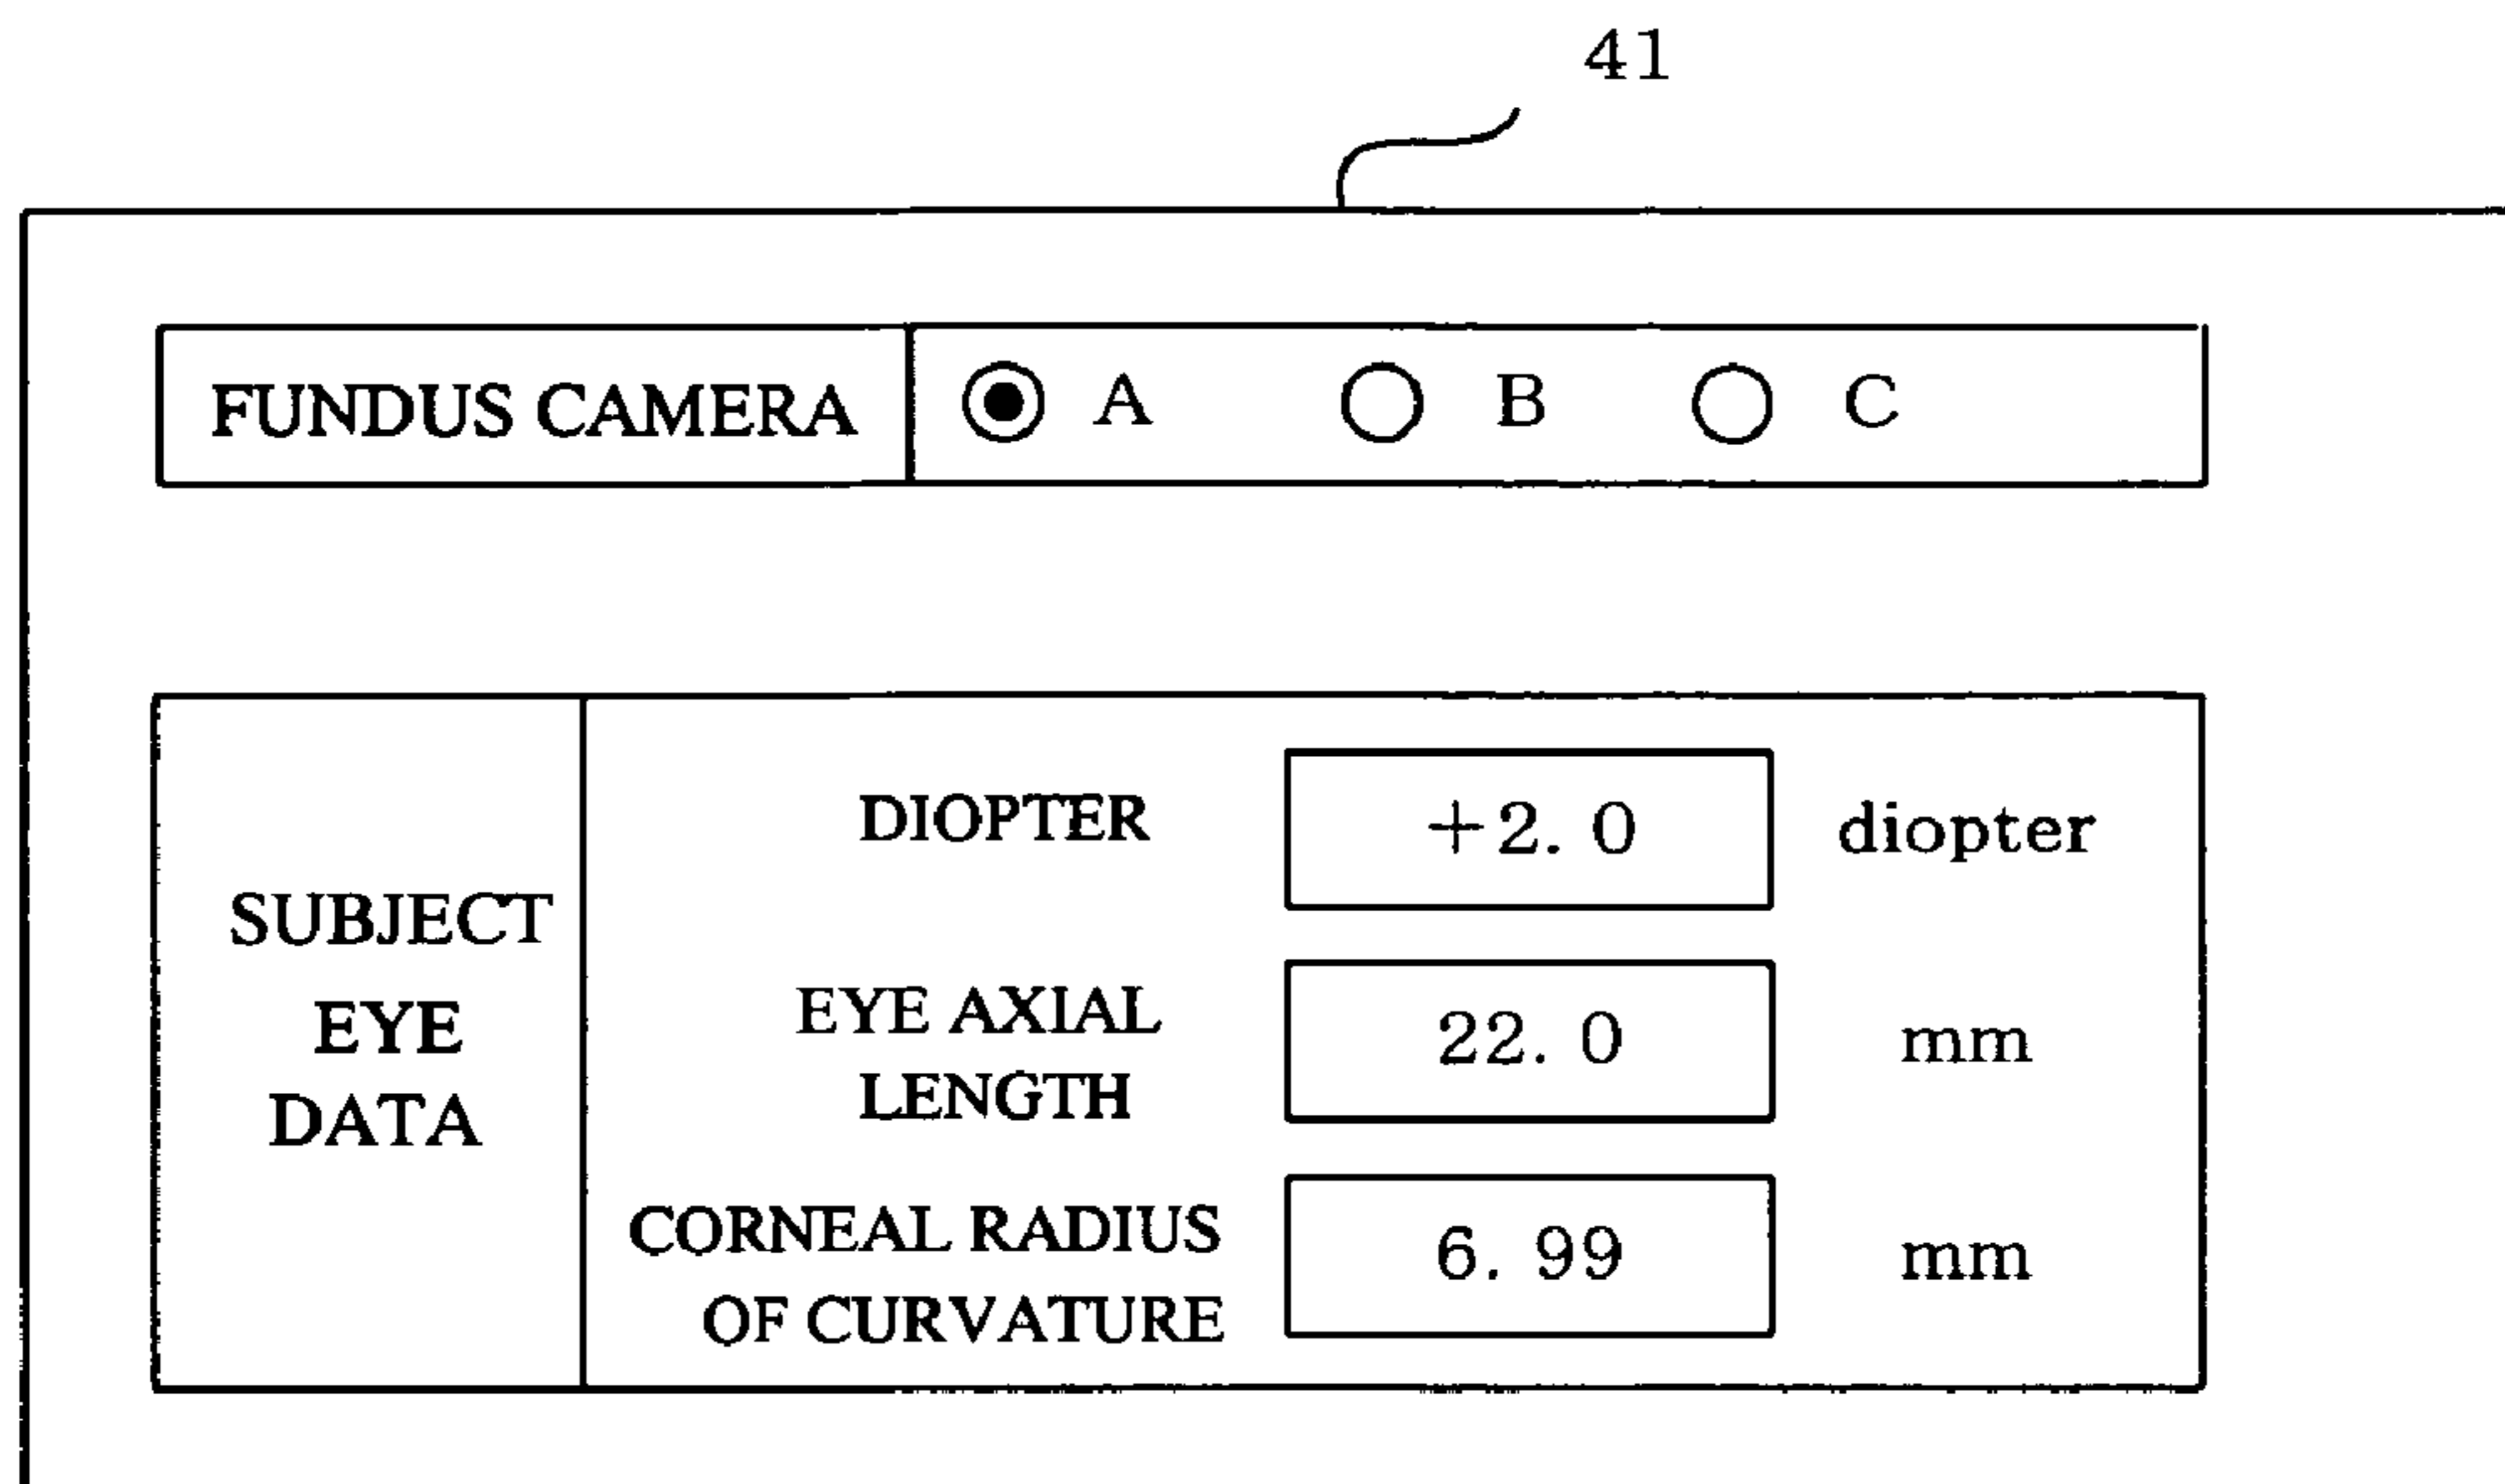 41
FUNDUS CAMERA A B C
SUBJECT
EYE
DATA
DIOPTER +2.0 diopter
EYE AXIAL
LENGTH
22.0 mm
CORNEAL RADIUS
OF CURVATURE
6.99 mm